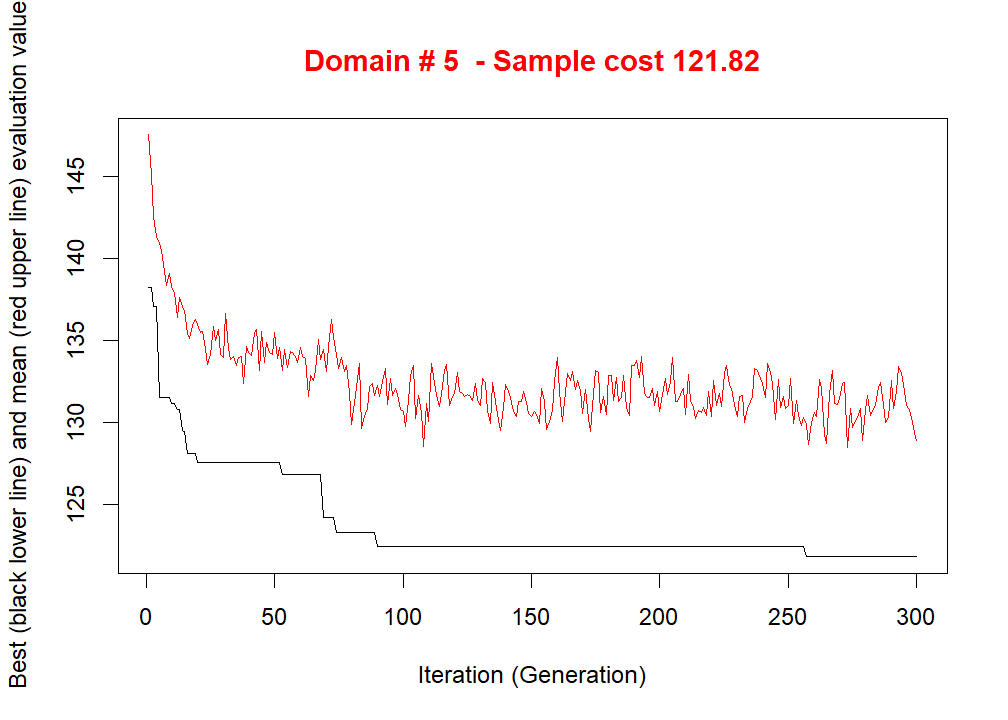 Domain # 5  - Sample cost 121.82
Best (black lower line) and mean (red upper line) evaluation value
145
140
135
130
125
0 50 100 150 200 250 300
Iteration (Generation)